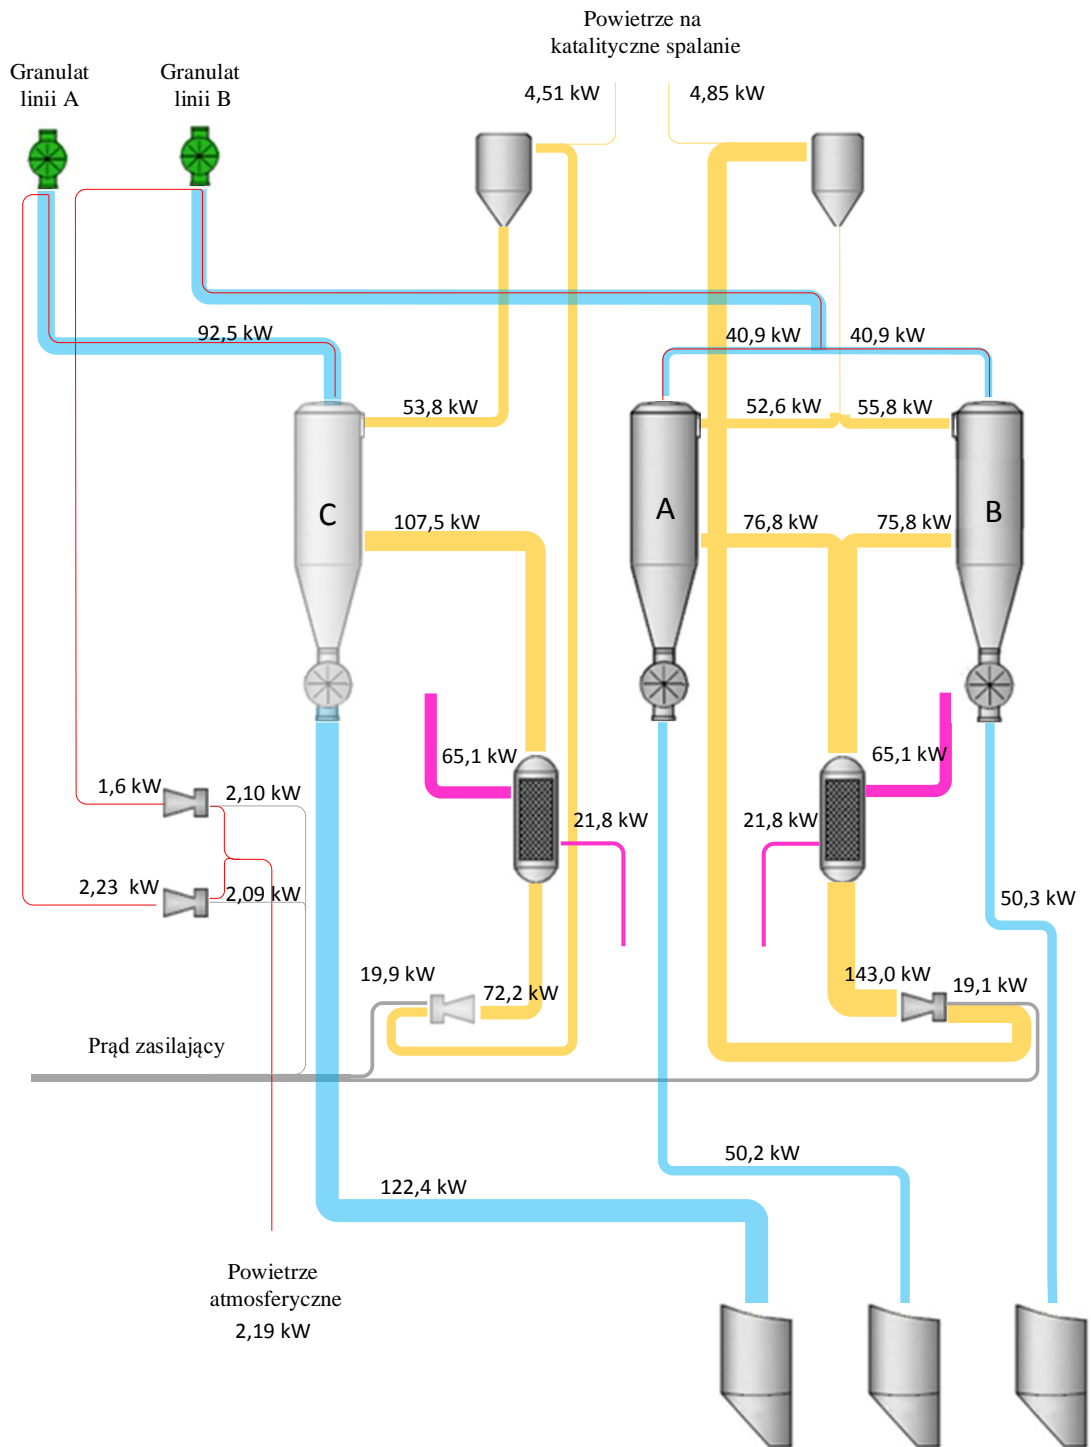 Powietrze na
katalityczne spalanie
Granulat
linii A
Granulat
linii B
4,51 kW
4,85 kW
92,5 kW
40,9 kW
40,9 kW
53,8 kW
52,6 kW
55,8 kW
C
A
B
107,5 kW
76,8 kW
75,8 kW
65,1 kW
65,1 kW
1,6 kW
2,10 kW
21,8 kW
21,8 kW
2,23 kW
2,09 kW
50,3 kW
19,9 kW
72,2 kW
143,0 kW
19,1 kW
Prąd zasilający
50,2 kW
122,4 kW
Powietrze
atmosferyczne
2,19 kW